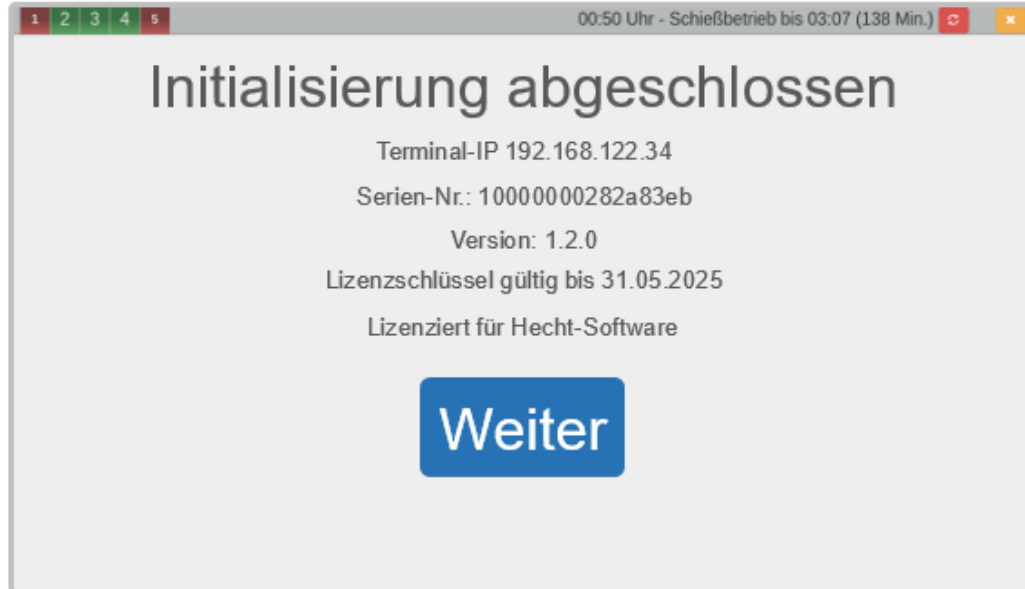 1 2 3 4 5 00:50 Uhr - Schießbetrieb bis 03:07 (138 Min.)
Initialisierung abgeschlossen
Terminal-IP 192.168.122.34
Serien-Nr.: 10000000282a83eb
Version: 1.2.0
Lizenzschlüssel gültig bis 31.05.2025
Lizenziert für Hecht-Software
Weiter